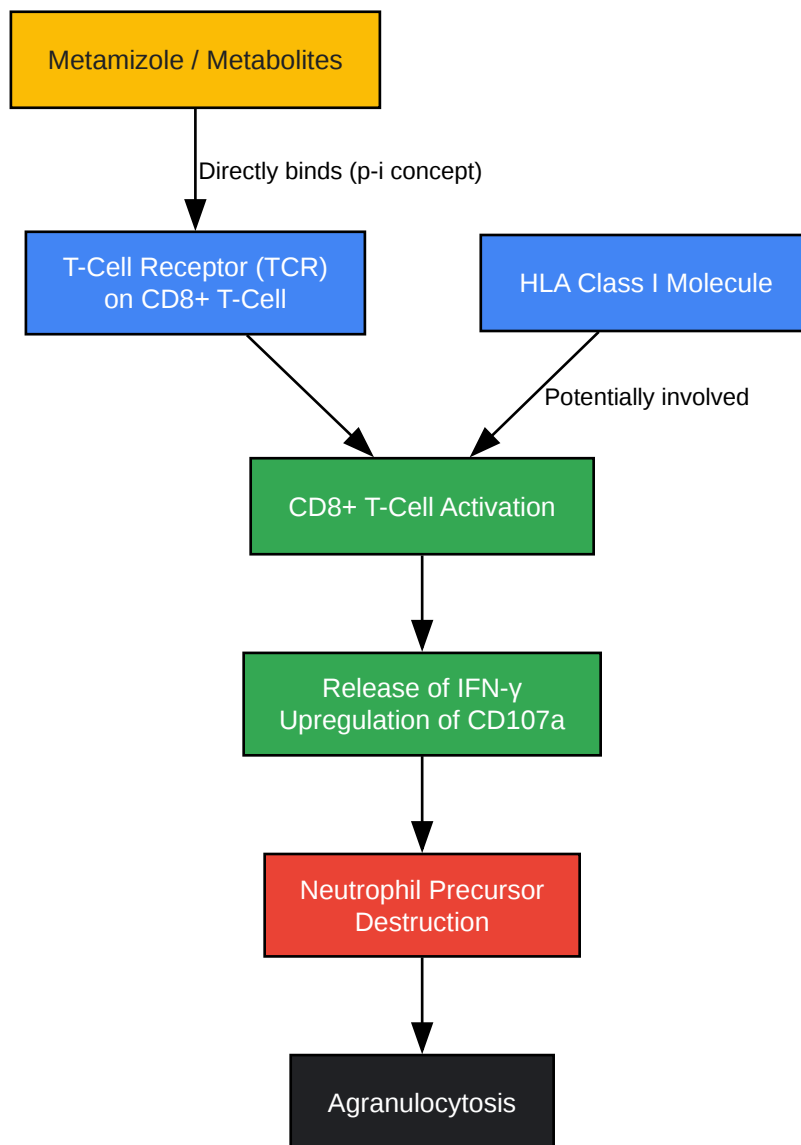 Metamizole / Metabolites
Directly binds (p-i concept)
T-Cell Receptor (TCR)
on CD8+ T-Cell
HLA Class I Molecule
Potentially involved
CD8+ T-Cell Activation
Release of IFN-γ
Upregulation of CD107a
Neutrophil Precursor
Destruction
Agranulocytosis